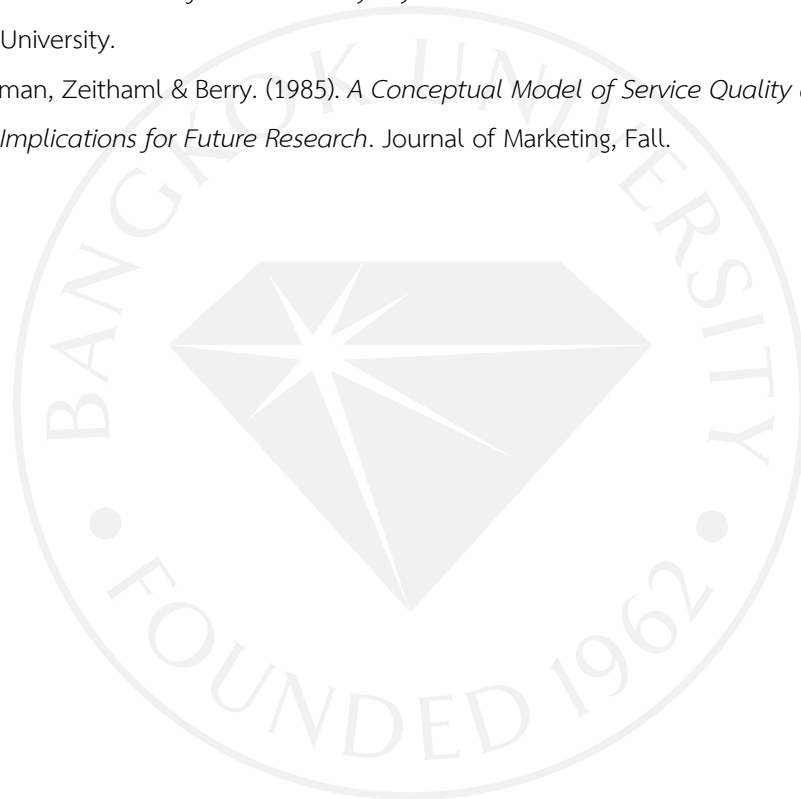 University.
man, Zeithaml & Berry. (1985). A Conceptual Model of Service Quality
Implications for Future Research. Journal of Marketing, Fall.
BANGKOK UNIVERSITY
FOUNDED 1962